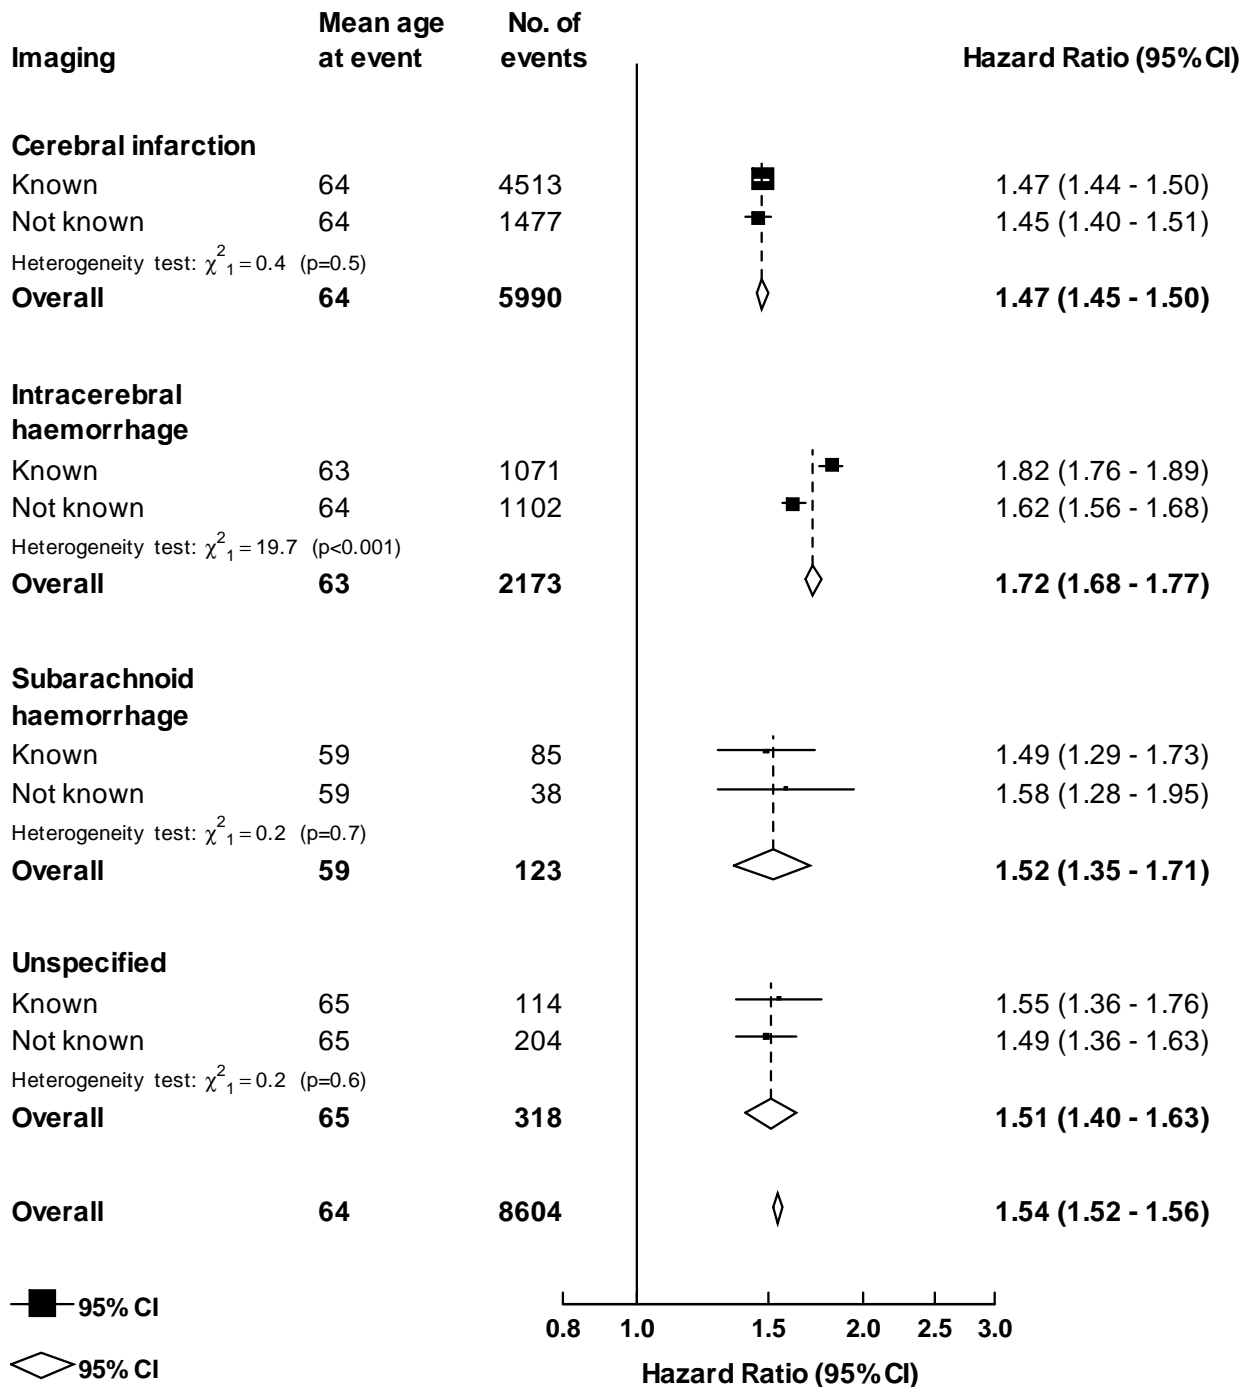 Imaging Mean age at event No. of events Hazard Ratio (95% CI)
Cerebral infarction
Known 64 4513 1.47 (1.44 - 1.50)
Not known 64 1477 1.45 (1.40 - 1.51)
Heterogeneity test: χ²₁ = 0.4 (p=0.5)
Overall 64 5990 1.47 (1.45 - 1.50)
Intracerebral
haemorrhage
Known 63 1071 1.82 (1.76 - 1.89)
Not known 64 1102 1.62 (1.56 - 1.68)
Heterogeneity test: χ²₁ = 19.7 (p<0.001)
Overall 63 2173 1.72 (1.68 - 1.77)
Subarachnoid
haemorrhage
Known 59 85 1.49 (1.29 - 1.73)
Not known 59 38 1.58 (1.28 - 1.95)
Heterogeneity test: χ²₁ = 0.2 (p=0.7)
Overall 59 123 1.52 (1.35 - 1.71)
Unspecified
Known 65 114 1.55 (1.36 - 1.76)
Not known 65 204 1.49 (1.36 - 1.63)
Heterogeneity test: χ²₁ = 0.2 (p=0.6)
Overall 65 318 1.51 (1.40 - 1.63)
Overall 64 8604 1.54 (1.52 - 1.56)
95% CI
0.8 1.0 1.5 2.0 2.5 3.0
95% CI
Hazard Ratio (95% CI)